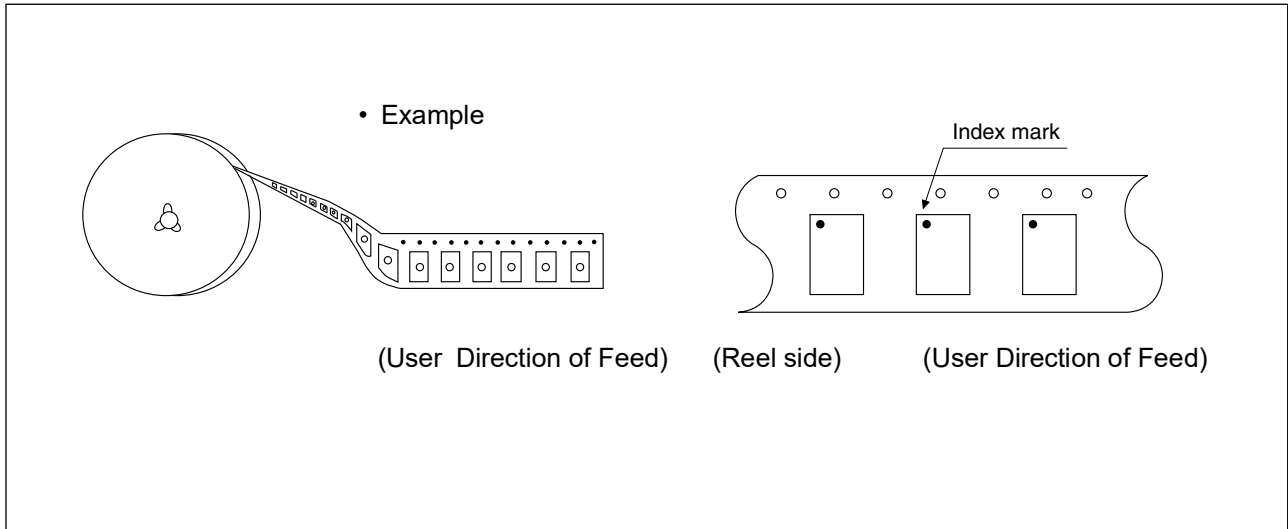 • Example
Index mark
(User Direction of Feed)
(Reel side)
(User Direction of Feed)